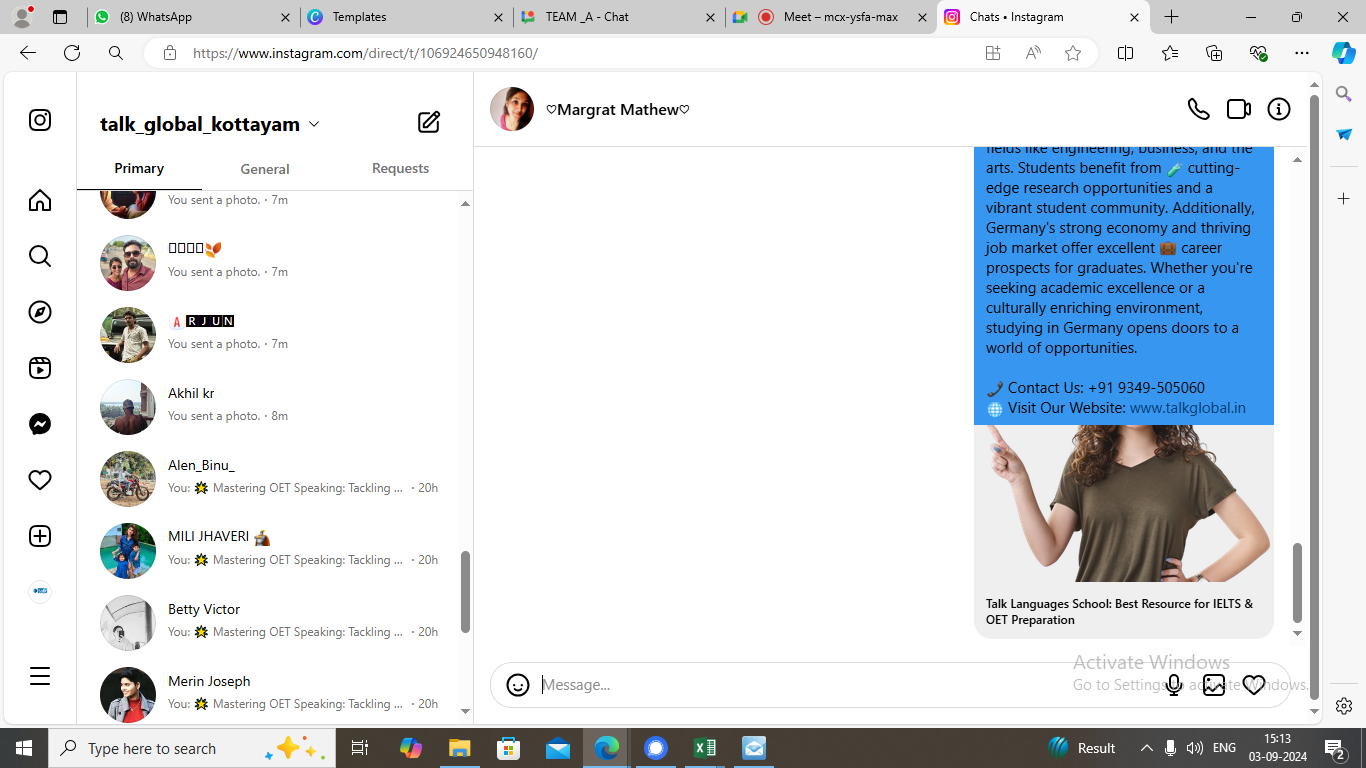 (8) WhatsApp
Templates
TEAM _A - Chat
Meet – mcx-ysfa-max
Chats • Instagram
https://www.instagram.com/direct/t/106924650948160/
talk_global_kottayam
Primary
General
Requests
You sent a photo. · 7m
You sent a photo. · 7m
A R J U N
You sent a photo. · 7m
Akhil kr
You sent a photo. · 8m
Alen_Binu_
You: 💥 Mastering OET Speaking: Tackling ... · 20h
MILI JHAVERI
You: 💥 Mastering OET Speaking: Tackling ... · 20h
Betty Victor
You: 💥 Mastering OET Speaking: Tackling ... · 20h
Merin Joseph
You: 💥 Mastering OET Speaking: Tackling ... · 20h
♡Margrat Mathew♡
fields like engineering, business, and the
arts. Students benefit from 🧪 cutting-
edge research opportunities and a
vibrant student community. Additionally,
Germany's strong economy and thriving
job market offer excellent 💼 career
prospects for graduates. Whether you're
seeking academic excellence or a
culturally enriching environment,
studying in Germany opens doors to a
world of opportunities.
📞 Contact Us: +91 9349-505060
🌐 Visit Our Website: www.talkglobal.in
Talk Languages School: Best Resource for IELTS &
OET Preparation
Message...
Activate Windows
Go to Settings to activate Windows.
Type here to search
Result
ENG
15:13
03-09-2024
2